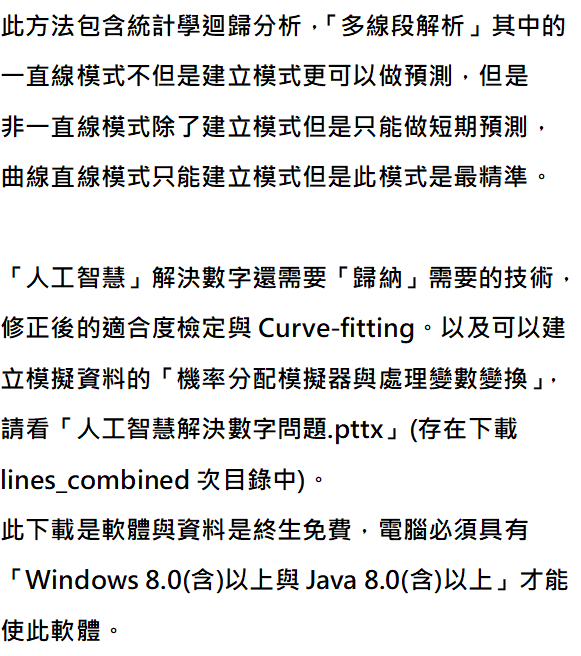 此方法包含統計學迴歸分析，「多線段解析」其中的
一直線模式不但是建立模式更可以做預測，但是
非一直線模式除了建立模式但是只能做短期預測，
曲線直線模式只能建立模式但是此模式是最精準。
「人工智慧」解決數字還需要「歸納」需要的技術，
修正後的適合度檢定與 Curve-fitting。以及可以建
立模擬資料的「機率分配模擬器與處理變數變換」，
請看「人工智慧解決數字問題.pttx」(存在下載
lines_combined 次目錄中)。
此下載是軟體與資料是終生免費，電腦必須具有
「Windows 8.0(含)以上與 Java 8.0(含)以上」才能
使此軟體。